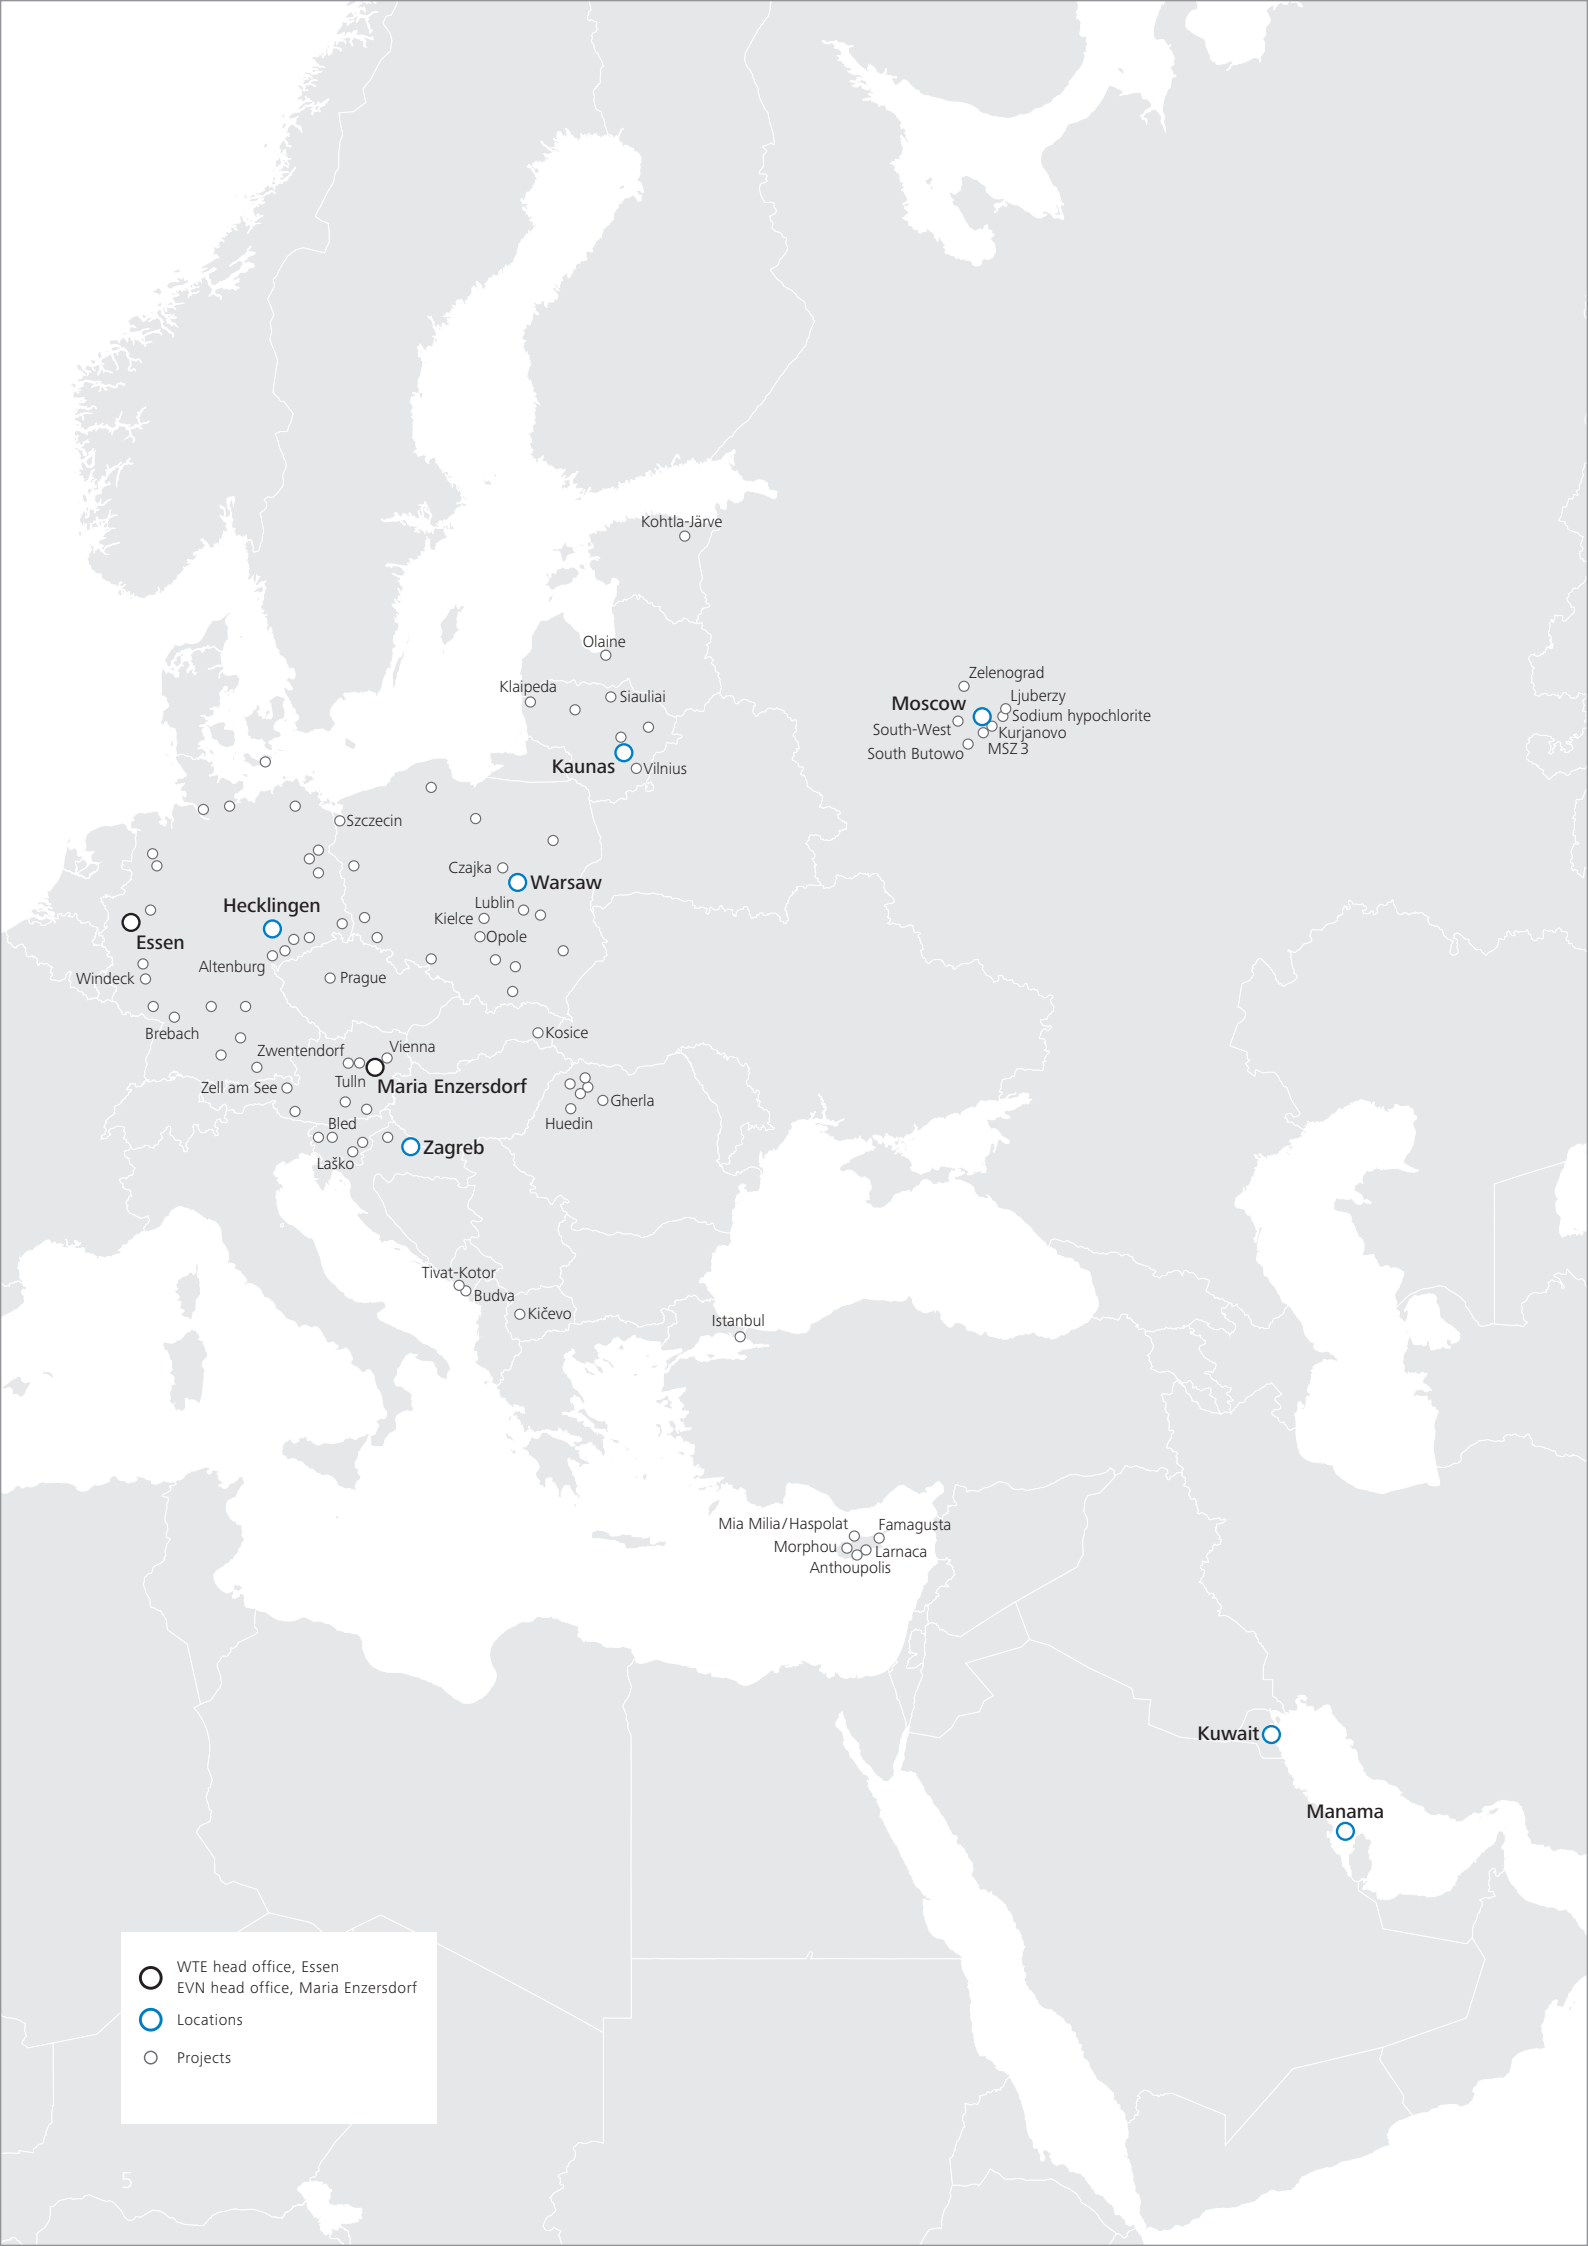 Kohtla-Järve
Olaine
Klaipeda
Siauliai
Zelenograd
Moscow
Ljuberzy
Sodium hypochlorite
South-West
Kurjanovo
South Butowo
MSZ 3
Kaunas
Vilnius
Szczecin
Czajka
Warsaw
Lublin
Kielce
Opole
Hecklingen
Essen
Altenburg
Windeck
Prague
Brebach
Kosice
Zwentendorf
Vienna
Zell am See
Tulln
Maria Enzersdorf
Gherla
Huedin
Bled
Zagreb
Laško
Tivat-Kotor
Budva
Kičevo
Istanbul
Mia Milia/Haspolat
Famagusta
Morphou
Larnaca
Anthoupolis
Kuwait
Manama
WTE head office, Essen
EVN head office, Maria Enzersdorf
Locations
Projects
5